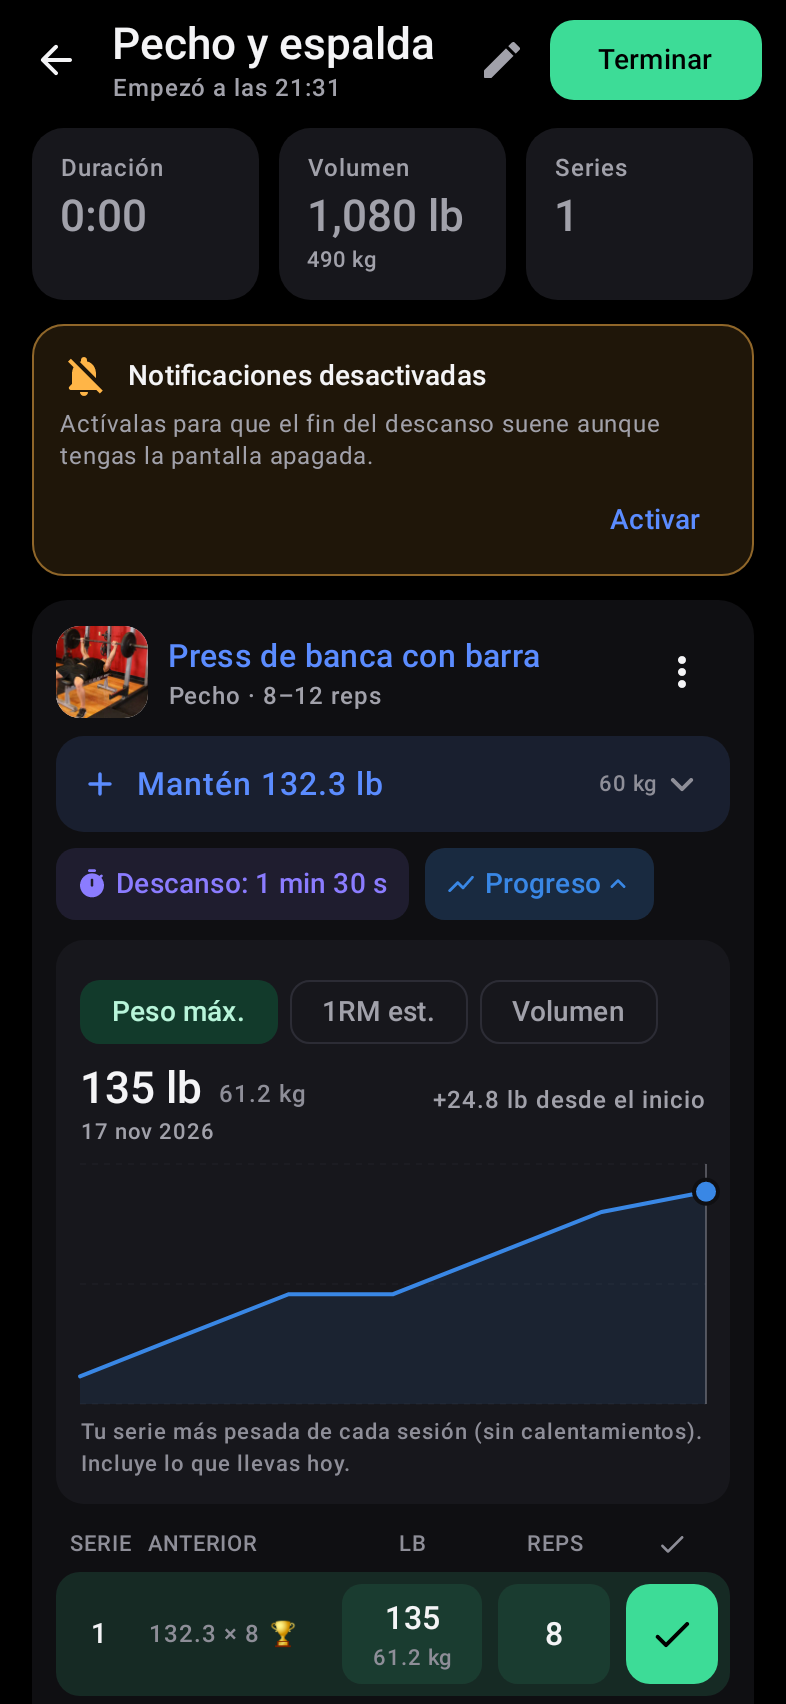 Pecho y espalda
Empezó a las 21:31
Terminar
Duración
0:00
Volumen
1,080 lb
490 kg
Series
1
Notificaciones desactivadas
Actívalas para que el fin del descanso suene aunque
tengas la pantalla apagada.
Activar
Press de banca con barra
Pecho · 8–12 reps
Mantén 132.3 lb
60 kg
Descanso: 1 min 30 s
Progreso
Peso máx.
1RM est.
Volumen
135 lb 61.2 kg
+24.8 lb desde el inicio
17 nov 2026
Tu serie más pesada de cada sesión (sin calentamientos).
Incluye lo que llevas hoy.
SERIE ANTERIOR LB REPS
1 132.3 × 8 🏆 135 8
61.2 kg